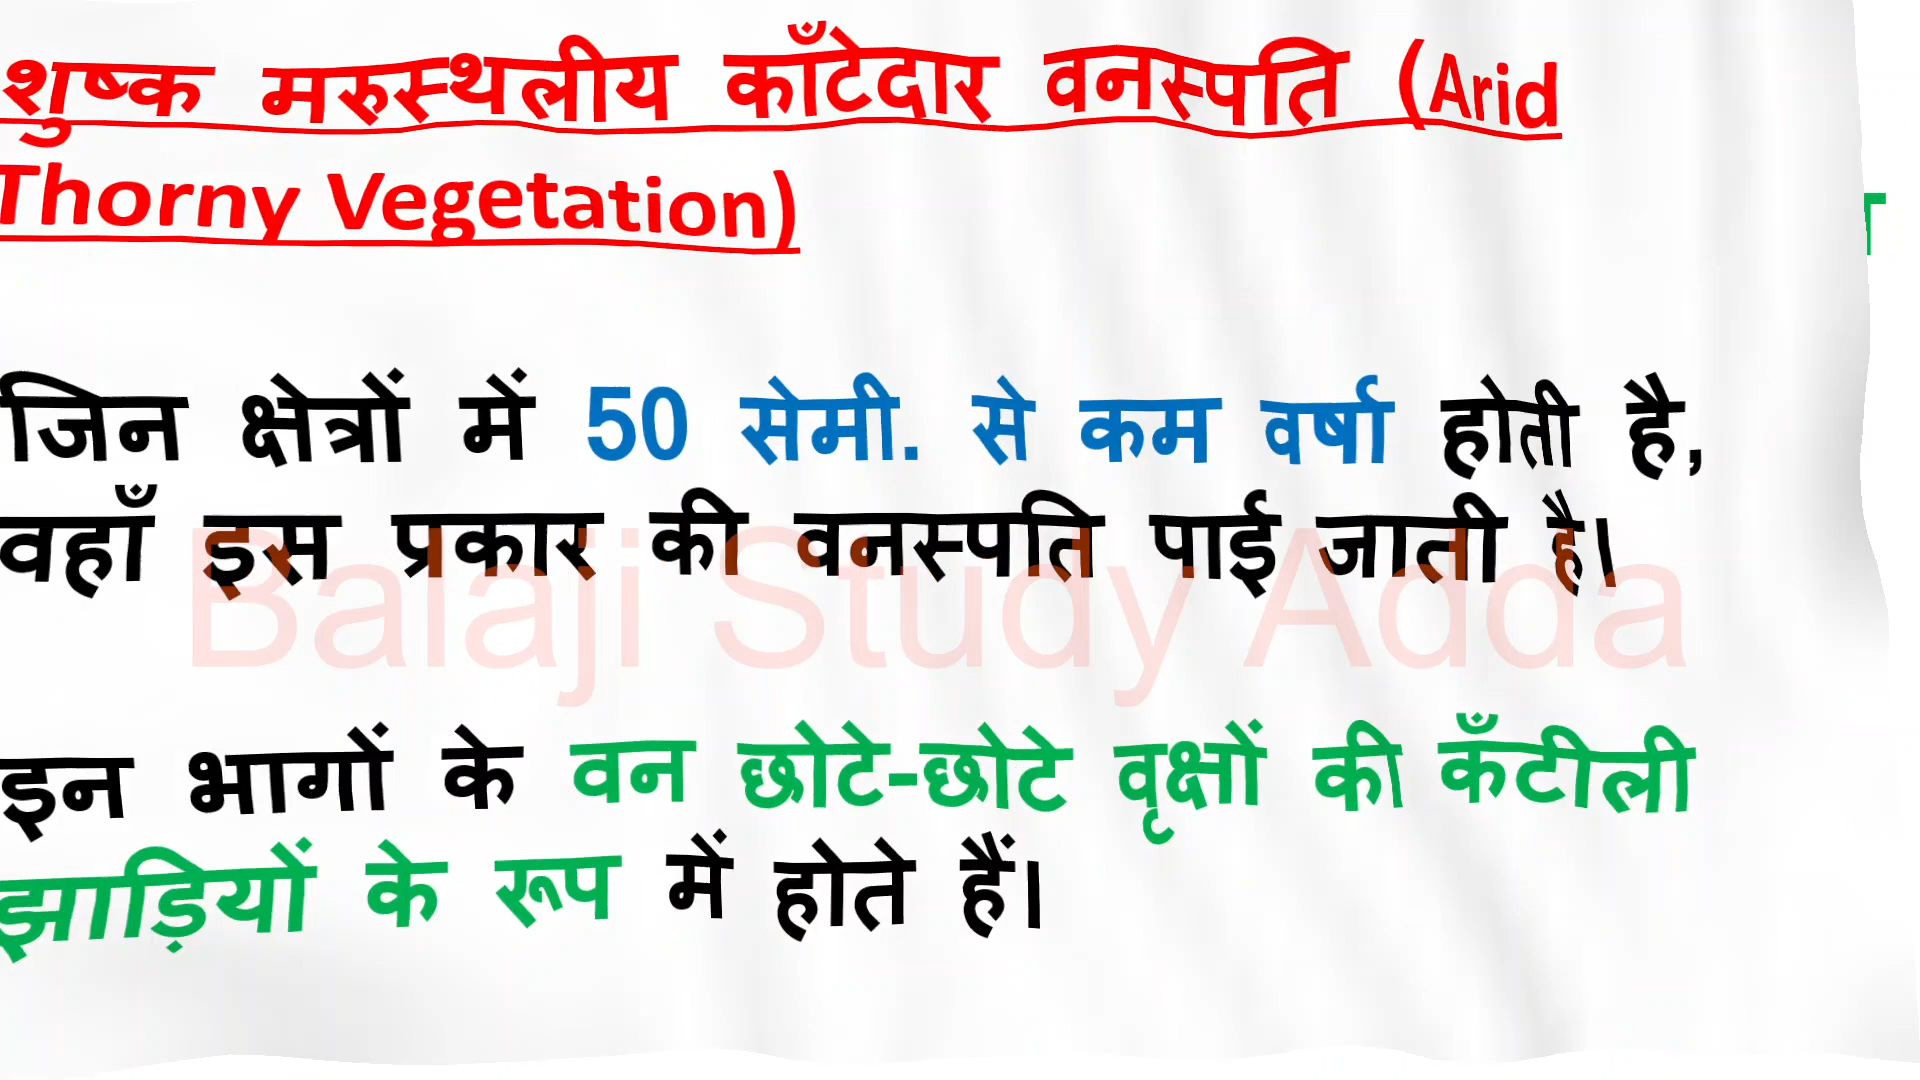 शुष्क मरुस्थलीय काँटेदार वनस्पति (Arid
Thorny Vegetation)
जिन क्षेत्रों में 50 सेमी. से कम वर्षा होती है,
वहाँ इस प्रकार की वनस्पति पाई जाती है।
Balaji Study Adda
इन भागों के वन छोटे-छोटे वृक्षों की कँटीली
झाड़ियों के रूप में होते हैं।